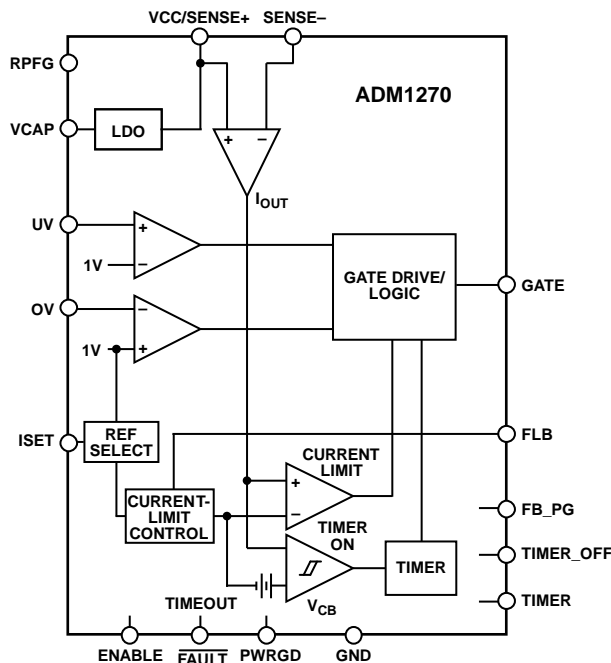 VCC/SENSE+ SENSE–
RPFG
ADM1270
VCAP
LDO
+ –
IOUT
UV
+
1V
–
GATE DRIVE/
LOGIC
GATE
OV
–
1V
+
ISET
REF
SELECT
FLB
CURRENT
LIMIT
+
CURRENT-
LIMIT
CONTROL
–
FB_PG
TIMER
ON
TIMER
TIMER_OFF
VCB
TIMER
TIMEOUT
ENABLE FAULT PWRGD GND